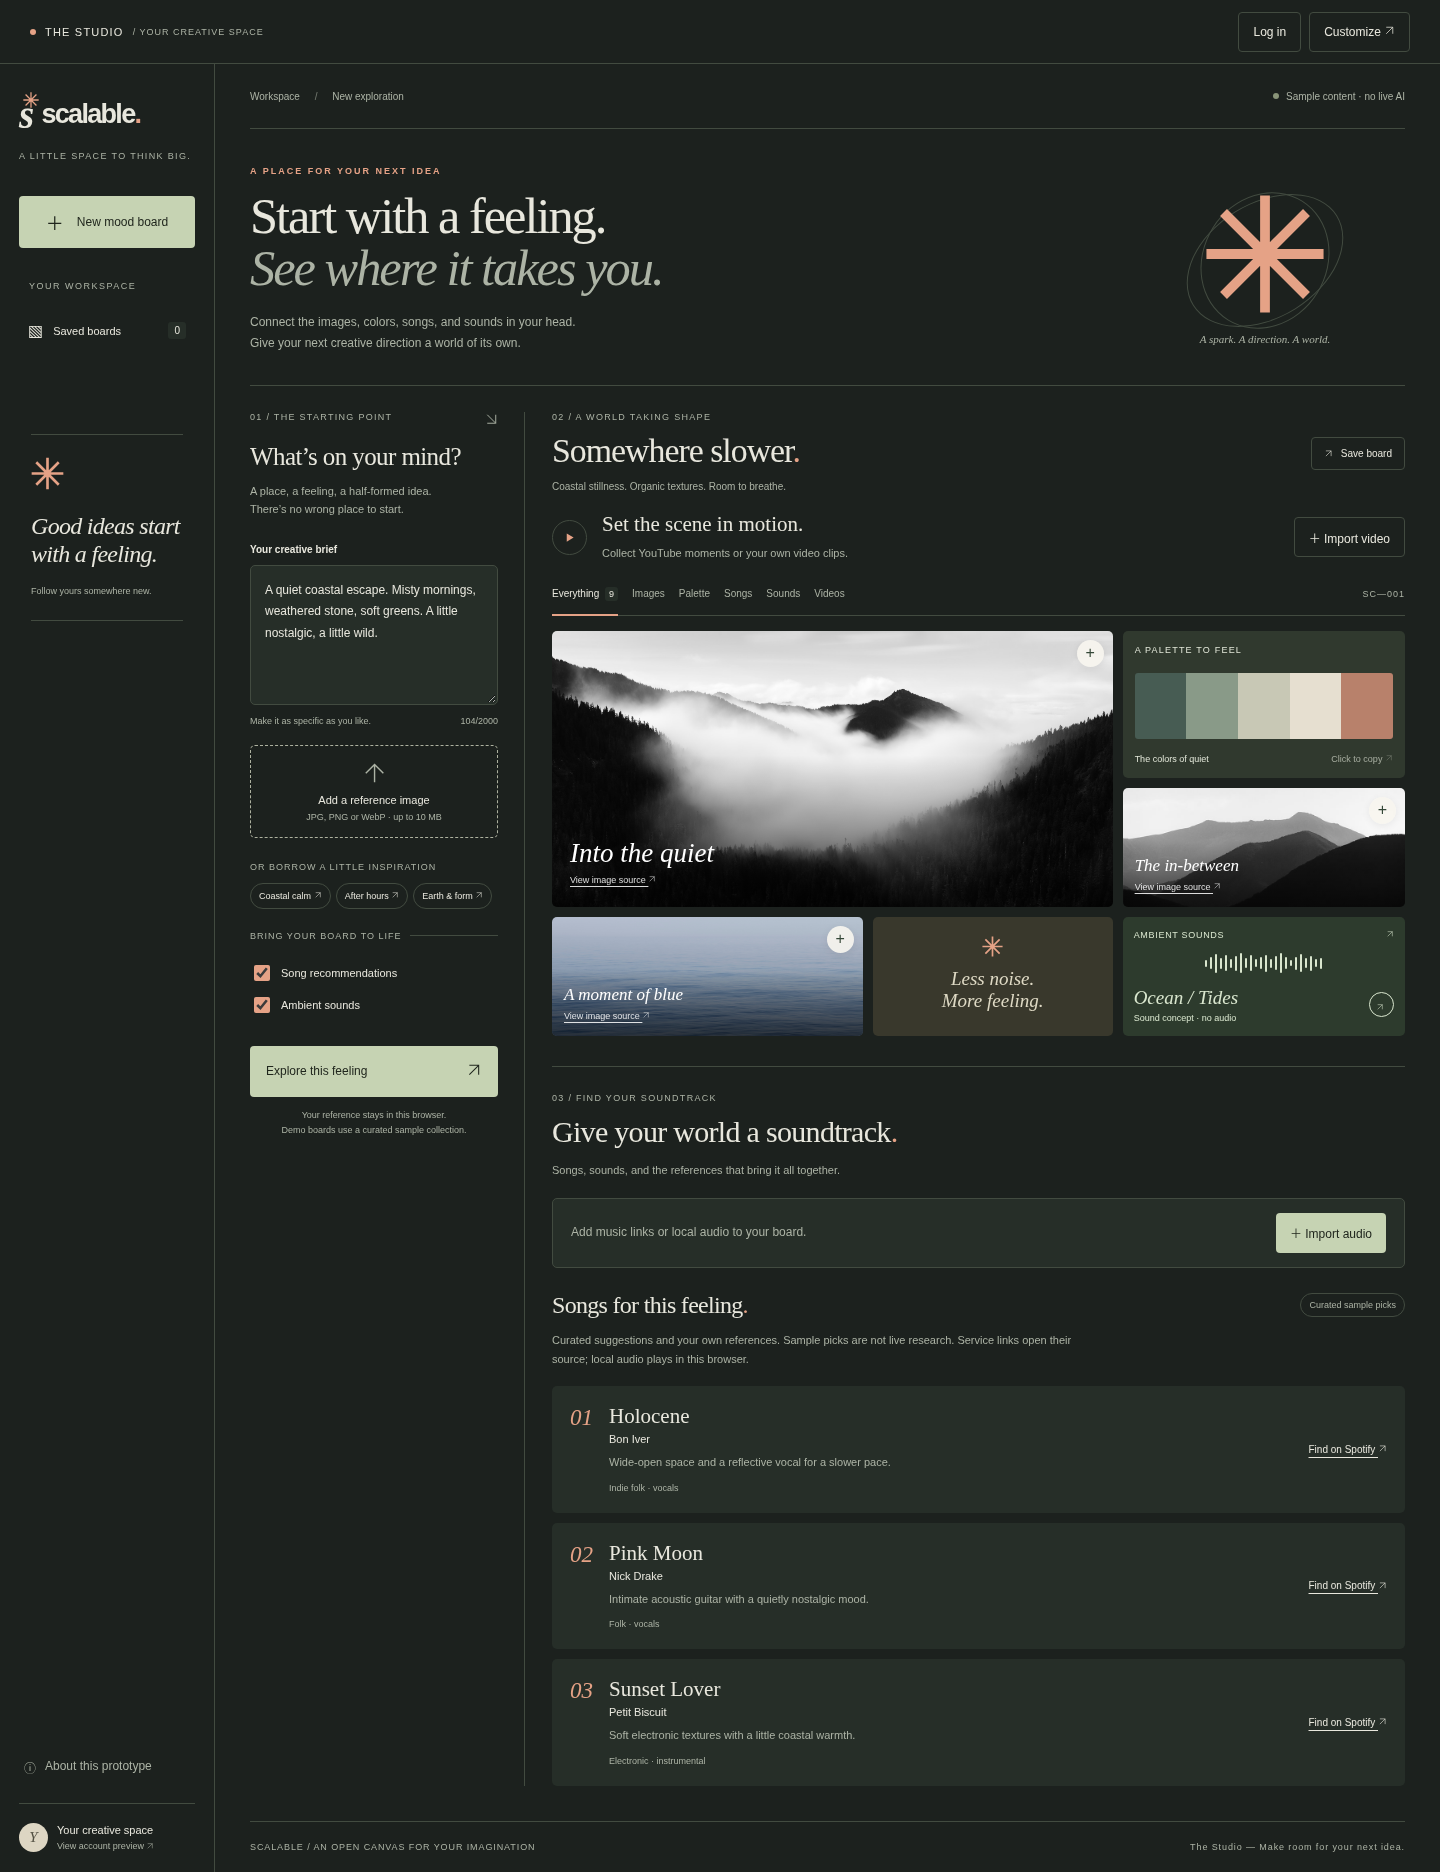 THE STUDIO / YOUR CREATIVE SPACE
Log in
Customize
scalable.
A LITTLE SPACE TO THINK BIG.
New mood board
YOUR WORKSPACE
Saved boards 0
Good ideas start
with a feeling.
Follow yours somewhere new.
About this prototype
Y
Your creative space
View account preview
Workspace / New exploration
Sample content · no live AI
A PLACE FOR YOUR NEXT IDEA
Start with a feeling.
See where it takes you.
Connect the images, colors, songs, and sounds in your head.
Give your next creative direction a world of its own.
A spark. A direction. A world.
01 / THE STARTING POINT
What’s on your mind?
A place, a feeling, a half-formed idea.
There’s no wrong place to start.
Your creative brief
A quiet coastal escape. Misty mornings,
weathered stone, soft greens. A little
nostalgic, a little wild.
Make it as specific as you like. 104/2000
Add a reference image
JPG, PNG or WebP · up to 10 MB
OR BORROW A LITTLE INSPIRATION
Coastal calm
After hours
Earth & form
BRING YOUR BOARD TO LIFE
Song recommendations
Ambient sounds
Explore this feeling
Your reference stays in this browser.
Demo boards use a curated sample collection.
02 / A WORLD TAKING SHAPE
Somewhere slower.
Save board
Coastal stillness. Organic textures. Room to breathe.
Set the scene in motion.
Collect YouTube moments or your own video clips.
Import video
Everything 9 Images Palette Songs Sounds Videos
SC—001
Into the quiet
View image source
A PALETTE TO FEEL
The colors of quiet
Click to copy
The in-between
View image source
A moment of blue
View image source
Less noise.
More feeling.
AMBIENT SOUNDS
Ocean / Tides
Sound concept · no audio
03 / FIND YOUR SOUNDTRACK
Give your world a soundtrack.
Songs, sounds, and the references that bring it all together.
Add music links or local audio to your board.
Import audio
Songs for this feeling.
Curated sample picks
Curated suggestions and your own references. Sample picks are not live research. Service links open their
source; local audio plays in this browser.
01 Holocene
Bon Iver
Wide-open space and a reflective vocal for a slower pace.
Indie folk · vocals
Find on Spotify
02 Pink Moon
Nick Drake
Intimate acoustic guitar with a quietly nostalgic mood.
Folk · vocals
Find on Spotify
03 Sunset Lover
Petit Biscuit
Soft electronic textures with a little coastal warmth.
Electronic · instrumental
Find on Spotify
SCALABLE / AN OPEN CANVAS FOR YOUR IMAGINATION
The Studio — Make room for your next idea.